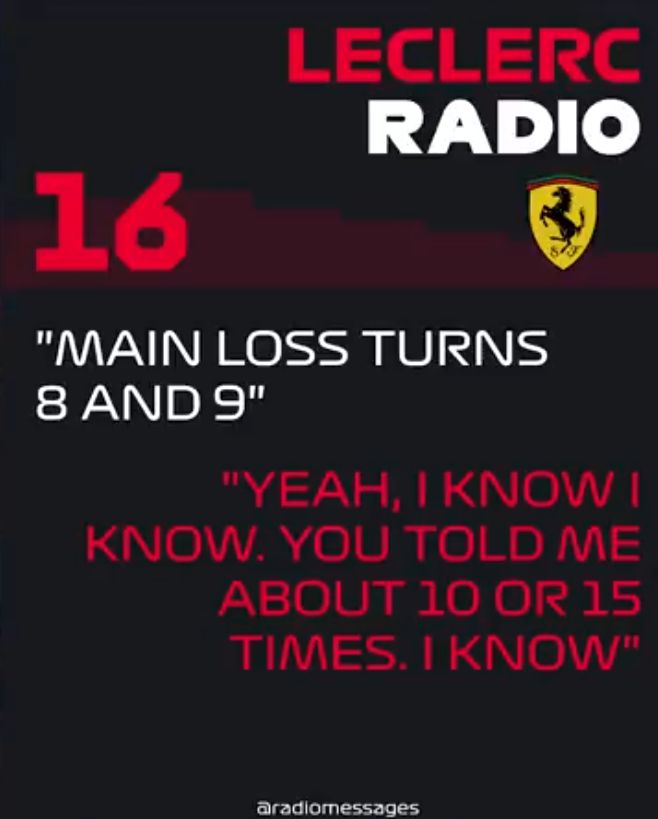 LECLERC
RADIO
16
S F
"MAIN LOSS TURNS
8 AND 9"
"YEAH, I KNOW I
KNOW. YOU TOLD ME
ABOUT 10 OR 15
TIMES. I KNOW"
@radiomessages